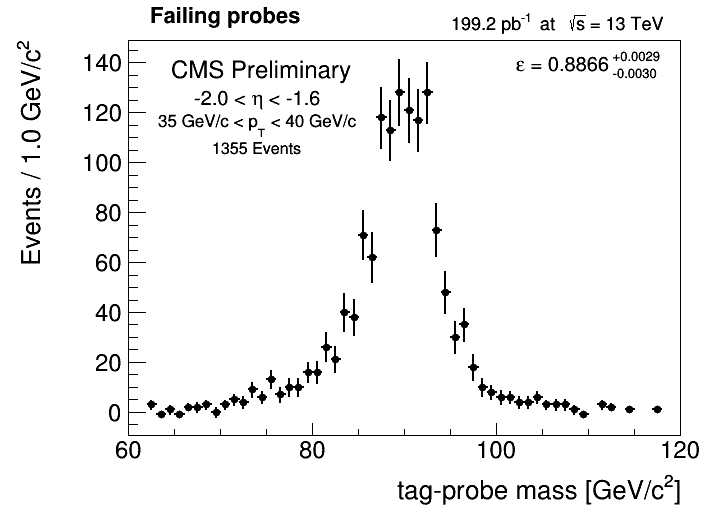 Failing probes
199.2 pb⁻¹ at √s = 13 TeV
CMS Preliminary
-2.0 < η < -1.6
35 GeV/c < p_T < 40 GeV/c
1355 Events
ε = 0.8866 +0.0029 -0.0030
Events / 1.0 GeV/c²
140
120
100
80
60
40
20
0
60 80 100 120
tag-probe mass [GeV/c²]